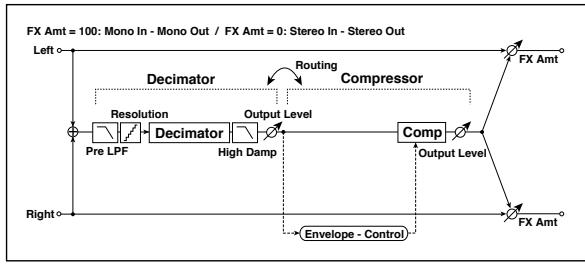 FX Amt = 100: Mono In - Mono Out / FX Amt = 0: Stereo In - Stereo Out
Left
FX Amt
Routing
Decimator
Compressor
Resolution
Output Level
Decimator
Comp
Pre LPF
High Damp
Output Level
Right
FX Amt
Envelope - Control